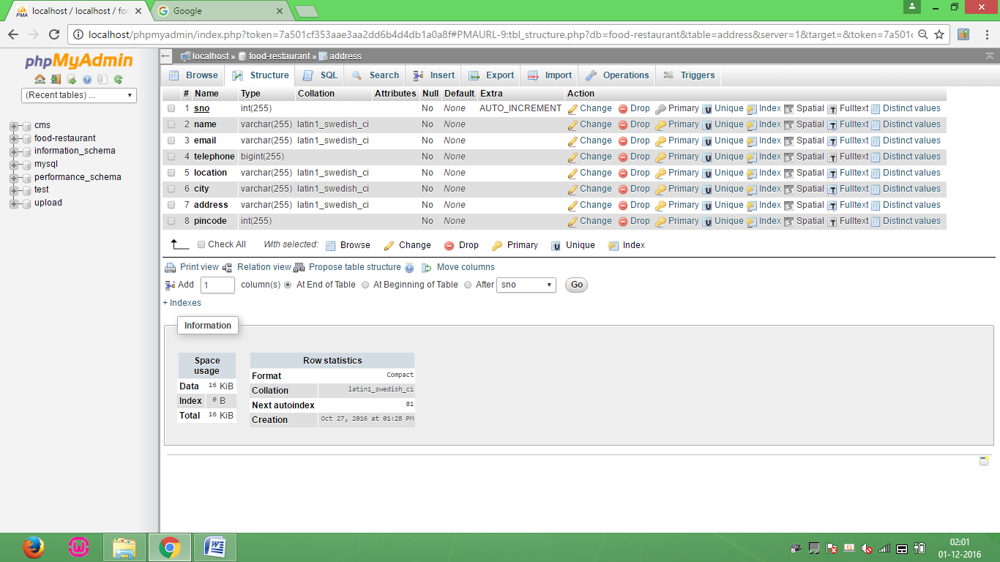 localhost / localhost / foo
Google
localhost/phpmyadmin/index.php?token=7a501cf353aae3aa2dd6b4d4db1a0a8f#PMAURL-9:tbl_structure.php?db=food-restaurant&table=address&server=1&target=&token=7a501c
phpMyAdmin
(Recent tables) ...
cms
food-restaurant
information_schema
mysql
performance_schema
test
upload
localhost » food-restaurant » address
Browse Structure SQL Search Insert Export Import Operations Triggers
# Name Type Collation Attributes Null Default Extra Action
1 sno int(255) No None AUTO_INCREMENT Change Drop Primary Unique Index Spatial Fulltext Distinct values
2 name varchar(255) latin1_swedish_ci No None Change Drop Primary Unique Index Spatial Fulltext Distinct values
3 email varchar(255) latin1_swedish_ci No None Change Drop Primary Unique Index Spatial Fulltext Distinct values
4 telephone bigint(255) No None Change Drop Primary Unique Index Spatial Fulltext Distinct values
5 location varchar(255) latin1_swedish_ci No None Change Drop Primary Unique Index Spatial Fulltext Distinct values
6 city varchar(255) latin1_swedish_ci No None Change Drop Primary Unique Index Spatial Fulltext Distinct values
7 address varchar(255) latin1_swedish_ci No None Change Drop Primary Unique Index Spatial Fulltext Distinct values
8 pincode int(255) No None Change Drop Primary Unique Index Spatial Fulltext Distinct values
Check All With selected: Browse Change Drop Primary Unique Index
Print view Relation view Propose table structure Move columns
Add 1 column(s) At End of Table At Beginning of Table After sno Go
+ Indexes
Information
Space usage
Data 16 KiB
Index 0 B
Total 16 KiB
Row statistics
Format Compact
Collation latin1_swedish_ci
Next autoindex 81
Creation Oct 27, 2016 at 01:28 PM
02:01
01-12-2016